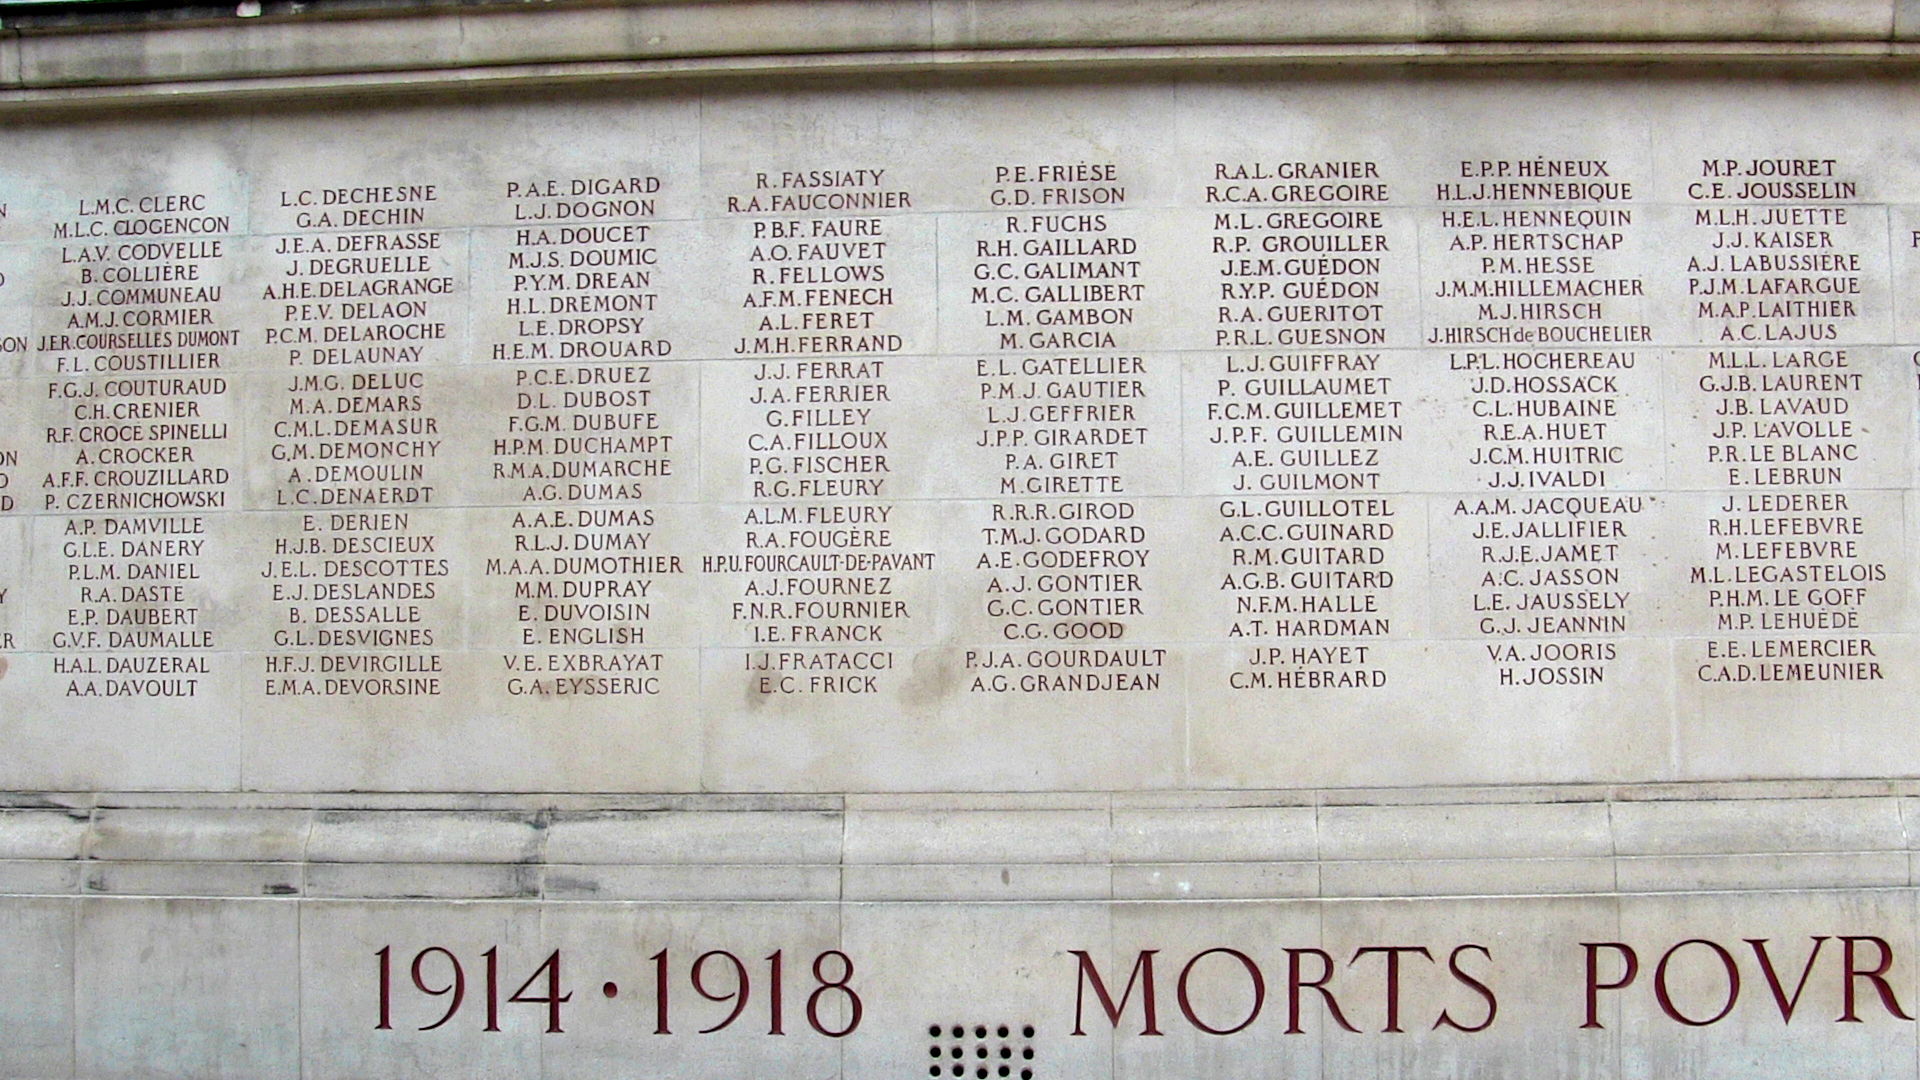 L.M.C. CLERC
M.L.C. CLOGENCON
L.A.V. CODVELLE
B. COLLIÈRE
J.J. COMMUNEAU
A.M.J. CORMIER
J.E.R. COURSELLES DUMONT
F.L. COUSTILLIER
F.G.J. COUTURAUD
C.H. CRENIER
R.F. CROCE SPINELLI
A. CROCKER
A.F.F. CROUZILLARD
P. CZERNICHOWSKI
A.P. DAMVILLE
G.L.E. DANERY
P.L.M. DANIEL
R.A. DASTE
E.P. DAUBERT
G.V.F. DAUMALLE
H.A.L. DAUZERAL
A.A. DAVOULT
L.C. DECHESNE
G.A. DECHIN
J.E.A. DEFRASSE
J. DEGRUELLE
A.H.E. DELAGRANGE
P.E.V. DELAON
P.C.M. DELAROCHE
P. DELAUNAY
J.M.G. DELUC
M.A. DEMARS
C.M.L. DEMASUR
G.M. DEMONCHY
A. DEMOULIN
L.C. DENAERDT
E. DERIEN
H.J.B. DESCIEUX
J.E.L. DESCOTTES
E.J. DESLANDES
B. DESSALLE
G.L. DESVIGNES
H.F.J. DEVIRGILLE
E.M.A. DEVORSINE
P.A.E. DIGARD
L.J. DOGNON
H.A. DOUCET
M.J.S. DOUMIC
P.Y.M. DREAN
H.L. DRÉMONT
L.E. DROPSY
H.E.M. DROUARD
P.C.E. DRUEZ
D.L. DUBOST
F.G.M. DUBUFE
H.P.M. DUCHAMPT
R.M.A. DUMARCHE
A.G. DUMAS
A.A.E. DUMAS
R.L.J. DUMAY
M.A.A. DUMOTHIER
M.M. DUPRAY
E. DUVOISIN
E. ENGLISH
V.E. EXBRAYAT
G.A. EYSSERIC
R. FASSIATY
R.A. FAUCONNIER
P.B.F. FAURE
A.O. FAUVET
R. FELLOWS
A.F.M. FENECH
A.L. FERET
J.M.H. FERRAND
J.J. FERRAT
J.A. FERRIER
G. FILLEY
C.A. FILLOUX
P.G. FISCHER
R.G. FLEURY
A.L.M. FLEURY
R.A. FOUGÈRE
H.P.U. FOURCAULT-DE-PAVANT
A.J. FOURNEZ
F.N.R. FOURNIER
I.E. FRANCK
I.J. FRATACCI
E.C. FRICK
P.E. FRIÈSE
G.D. FRISON
R. FUCHS
R.H. GAILLARD
G.C. GALIMANT
M.C. GALLIBERT
L.M. GAMBON
M. GARCIA
E.L. GATELLIER
P.M.J. GAUTIER
L.J. GEFFRIER
J.P.P. GIRARDET
P.A. GIRET
M. GIRETTE
R.R.R. GIROD
T.M.J. GODARD
A.E. GODEFROY
A.J. GONTIER
G.C. GONTIER
C.G. GOOD
P.J.A. GOURDAULT
A.G. GRANDJEAN
R.A.L. GRANIER
R.C.A. GREGOIRE
M.L. GREGOIRE
R.P. GROUILLER
J.E.M. GUÉDON
R.Y.P. GUÉDON
R.A. GUERITOT
P.R.L. GUESNON
L.J. GUIFFRAY
P. GUILLAUMET
F.C.M. GUILLEMET
J.P.F. GUILLEMIN
A.E. GUILLEZ
J. GUILMONT
G.L. GUILLOTEL
A.C.C. GUINARD
R.M. GUITARD
A.G.B. GUITARD
N.F.M. HALLE
A.T. HARDMAN
J.P. HAYET
C.M. HÉBRARD
E.P.P. HÉNEUX
H.L.J. HENNEBIQUE
H.E.L. HENNEQUIN
A.P. HERTSCHAP
P.M. HESSE
J.M.M. HILLEMACHER
M.J. HIRSCH
J. HIRSCH de BOUCHELIER
L.P.L. HOCHEREAU
J.D. HOSSACK
C.L. HUBAINE
R.E.A. HUET
J.C.M. HUITRIC
J.J. IVALDI
A.A.M. JACQUEAU
J.E. JALLIFIER
R.J.E. JAMET
A.C. JASSON
L.E. JAUSSELY
G.J. JEANNIN
V.A. JOORIS
H. JOSSIN
M.P. JOURET
C.E. JOUSSELIN
M.L.H. JUETTE
J.J. KAISER
A.J. LABUSSIÈRE
P.J.M. LAFARGUE
M.A.P. LAITHIER
A.C. LAJUS
M.L.L. LARGE
G.J.B. LAURENT
J.B. LAVAUD
J.P. LAVOLLE
P.R. LE BLANC
E. LEBRUN
J. LEDERER
R.H. LEFEBVRE
M. LEFEBVRE
M.L. LEGASTELOIS
P.H.M. LE GOFF
M.P. LEHUÉDÉ
E.E. LEMERCIER
C.A.D. LEMEUNIER
1914 · 1918 MORTS POVR